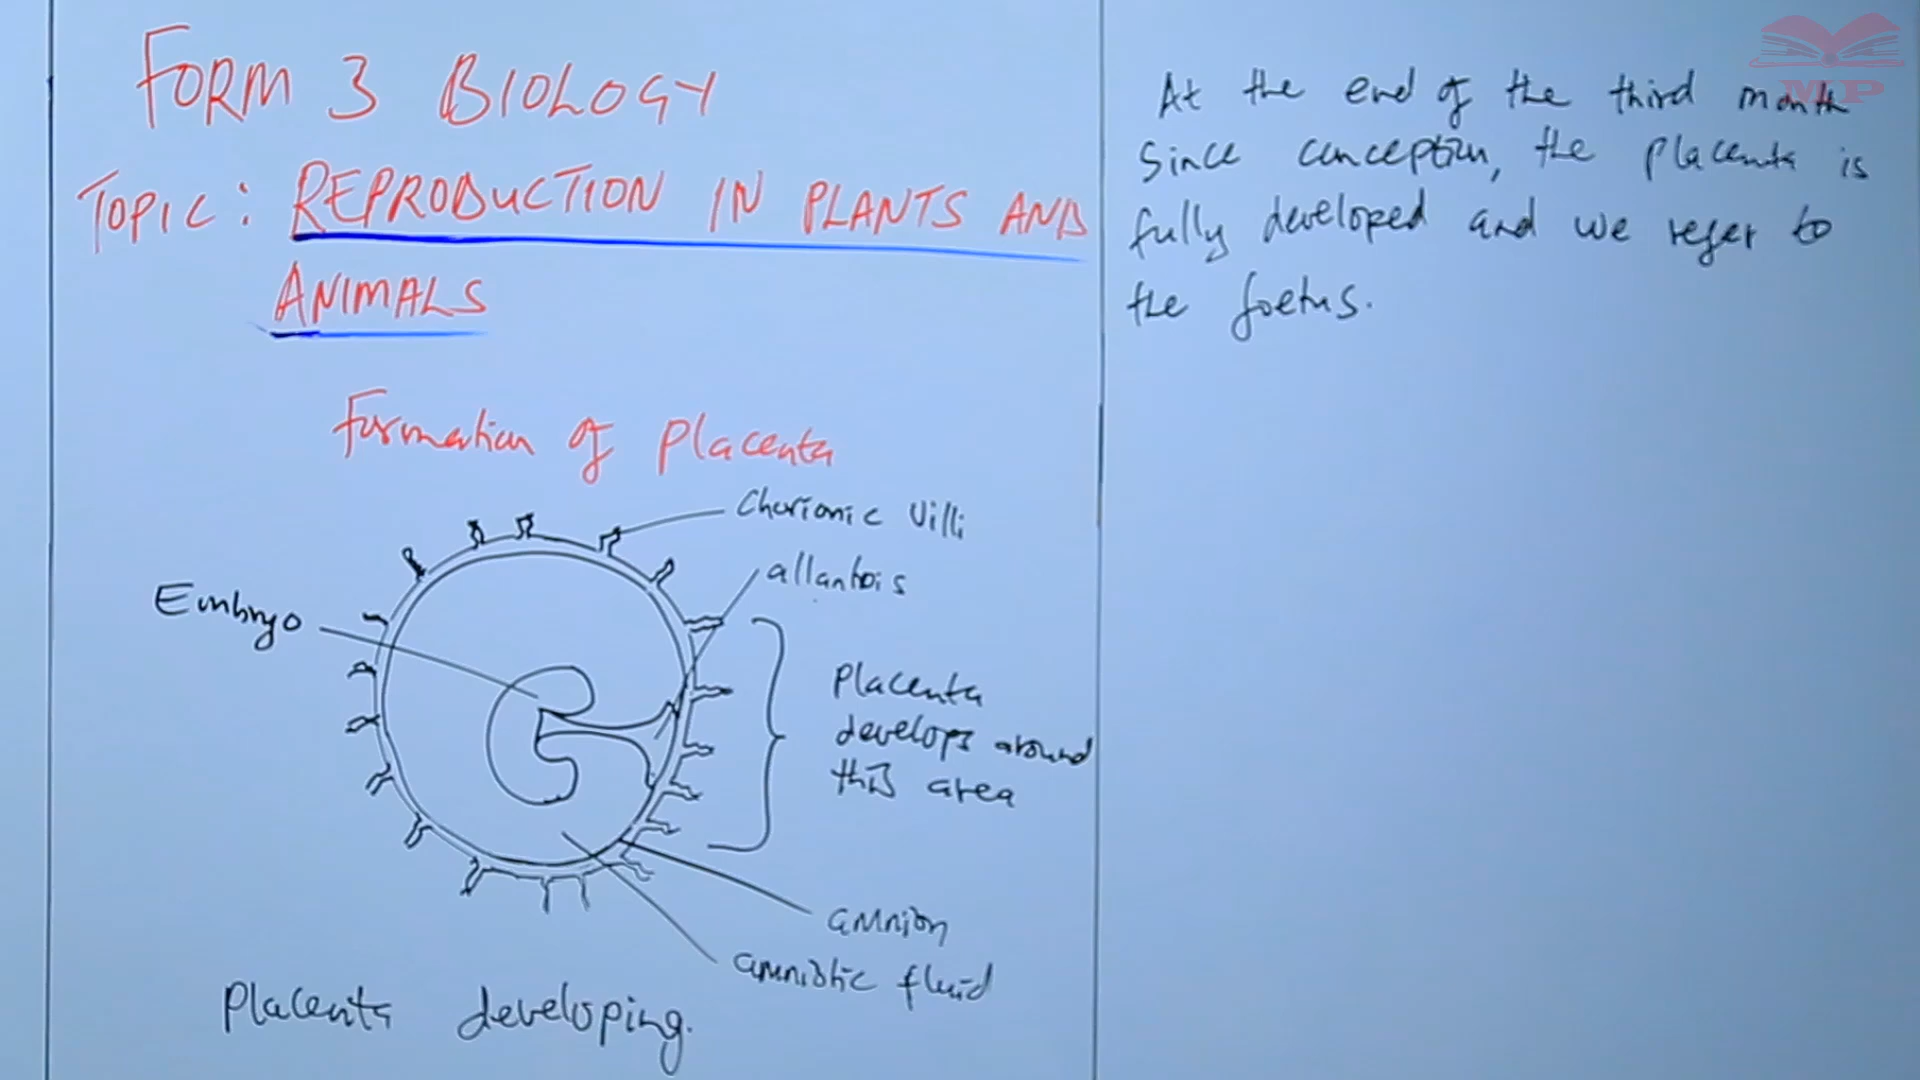 FORM 3 BIOLOGY
TOPIC: REPRODUCTION IN PLANTS AND
ANIMALS
Formation of placenta
Chorionic villi
allantois
Embryo
Placenta
develops around
this area
amnion
amniotic fluid
Placenta developing.
At the end of the third month
since conception, the placenta is
fully developed and we refer to
the foetus.
MP